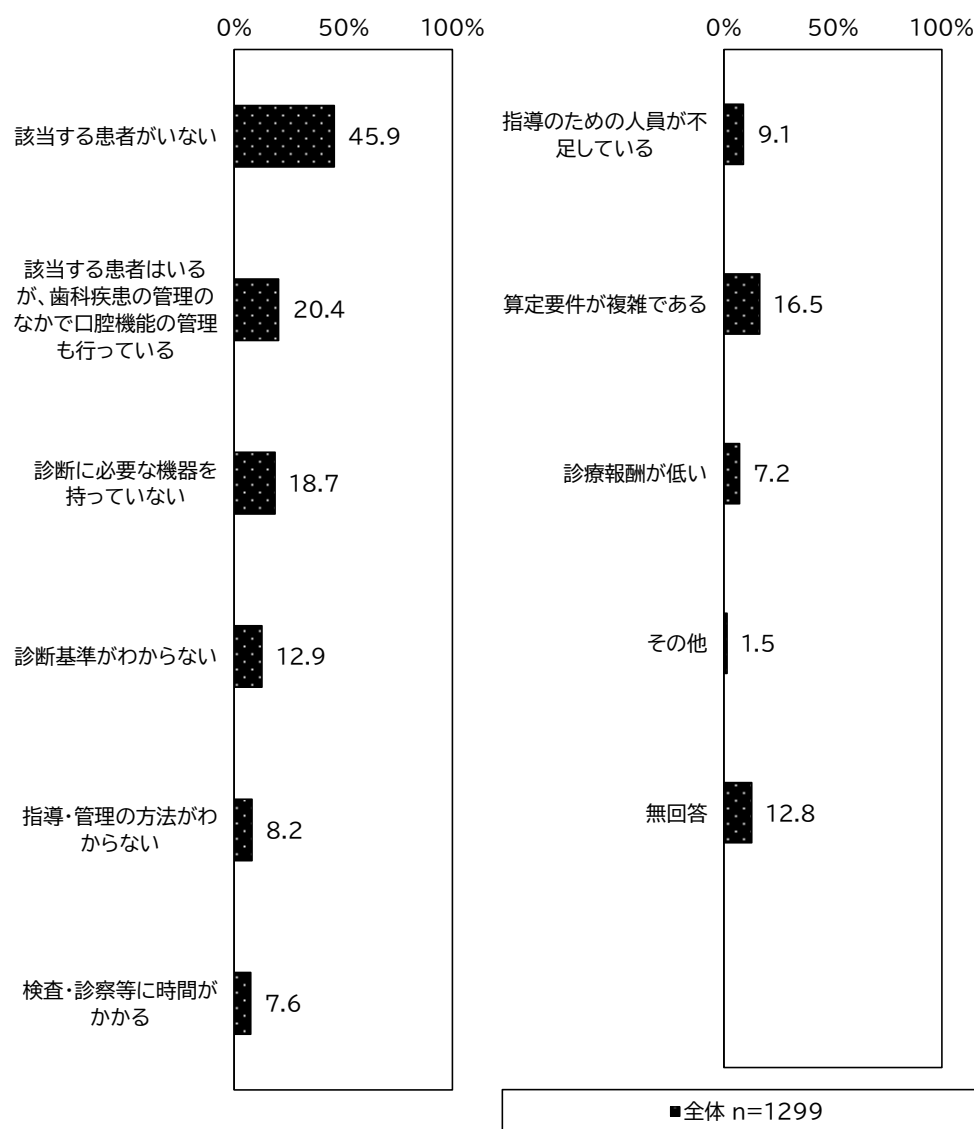 0% 50% 100%
該当する患者がいない
45.9
該当する患者はいる
が、歯科疾患の管理の
なかで口腔機能の管理
も行っている
20.4
診断に必要な機器を
持っていない
18.7
診断基準がわからない
12.9
指導・管理の方法がわ
からない
8.2
検査・診察等に時間が
かかる
7.6
0% 50% 100%
指導のための人員が不
足している
9.1
算定要件が複雑である
16.5
診療報酬が低い
7.2
その他
1.5
無回答
12.8
全体 n=1299